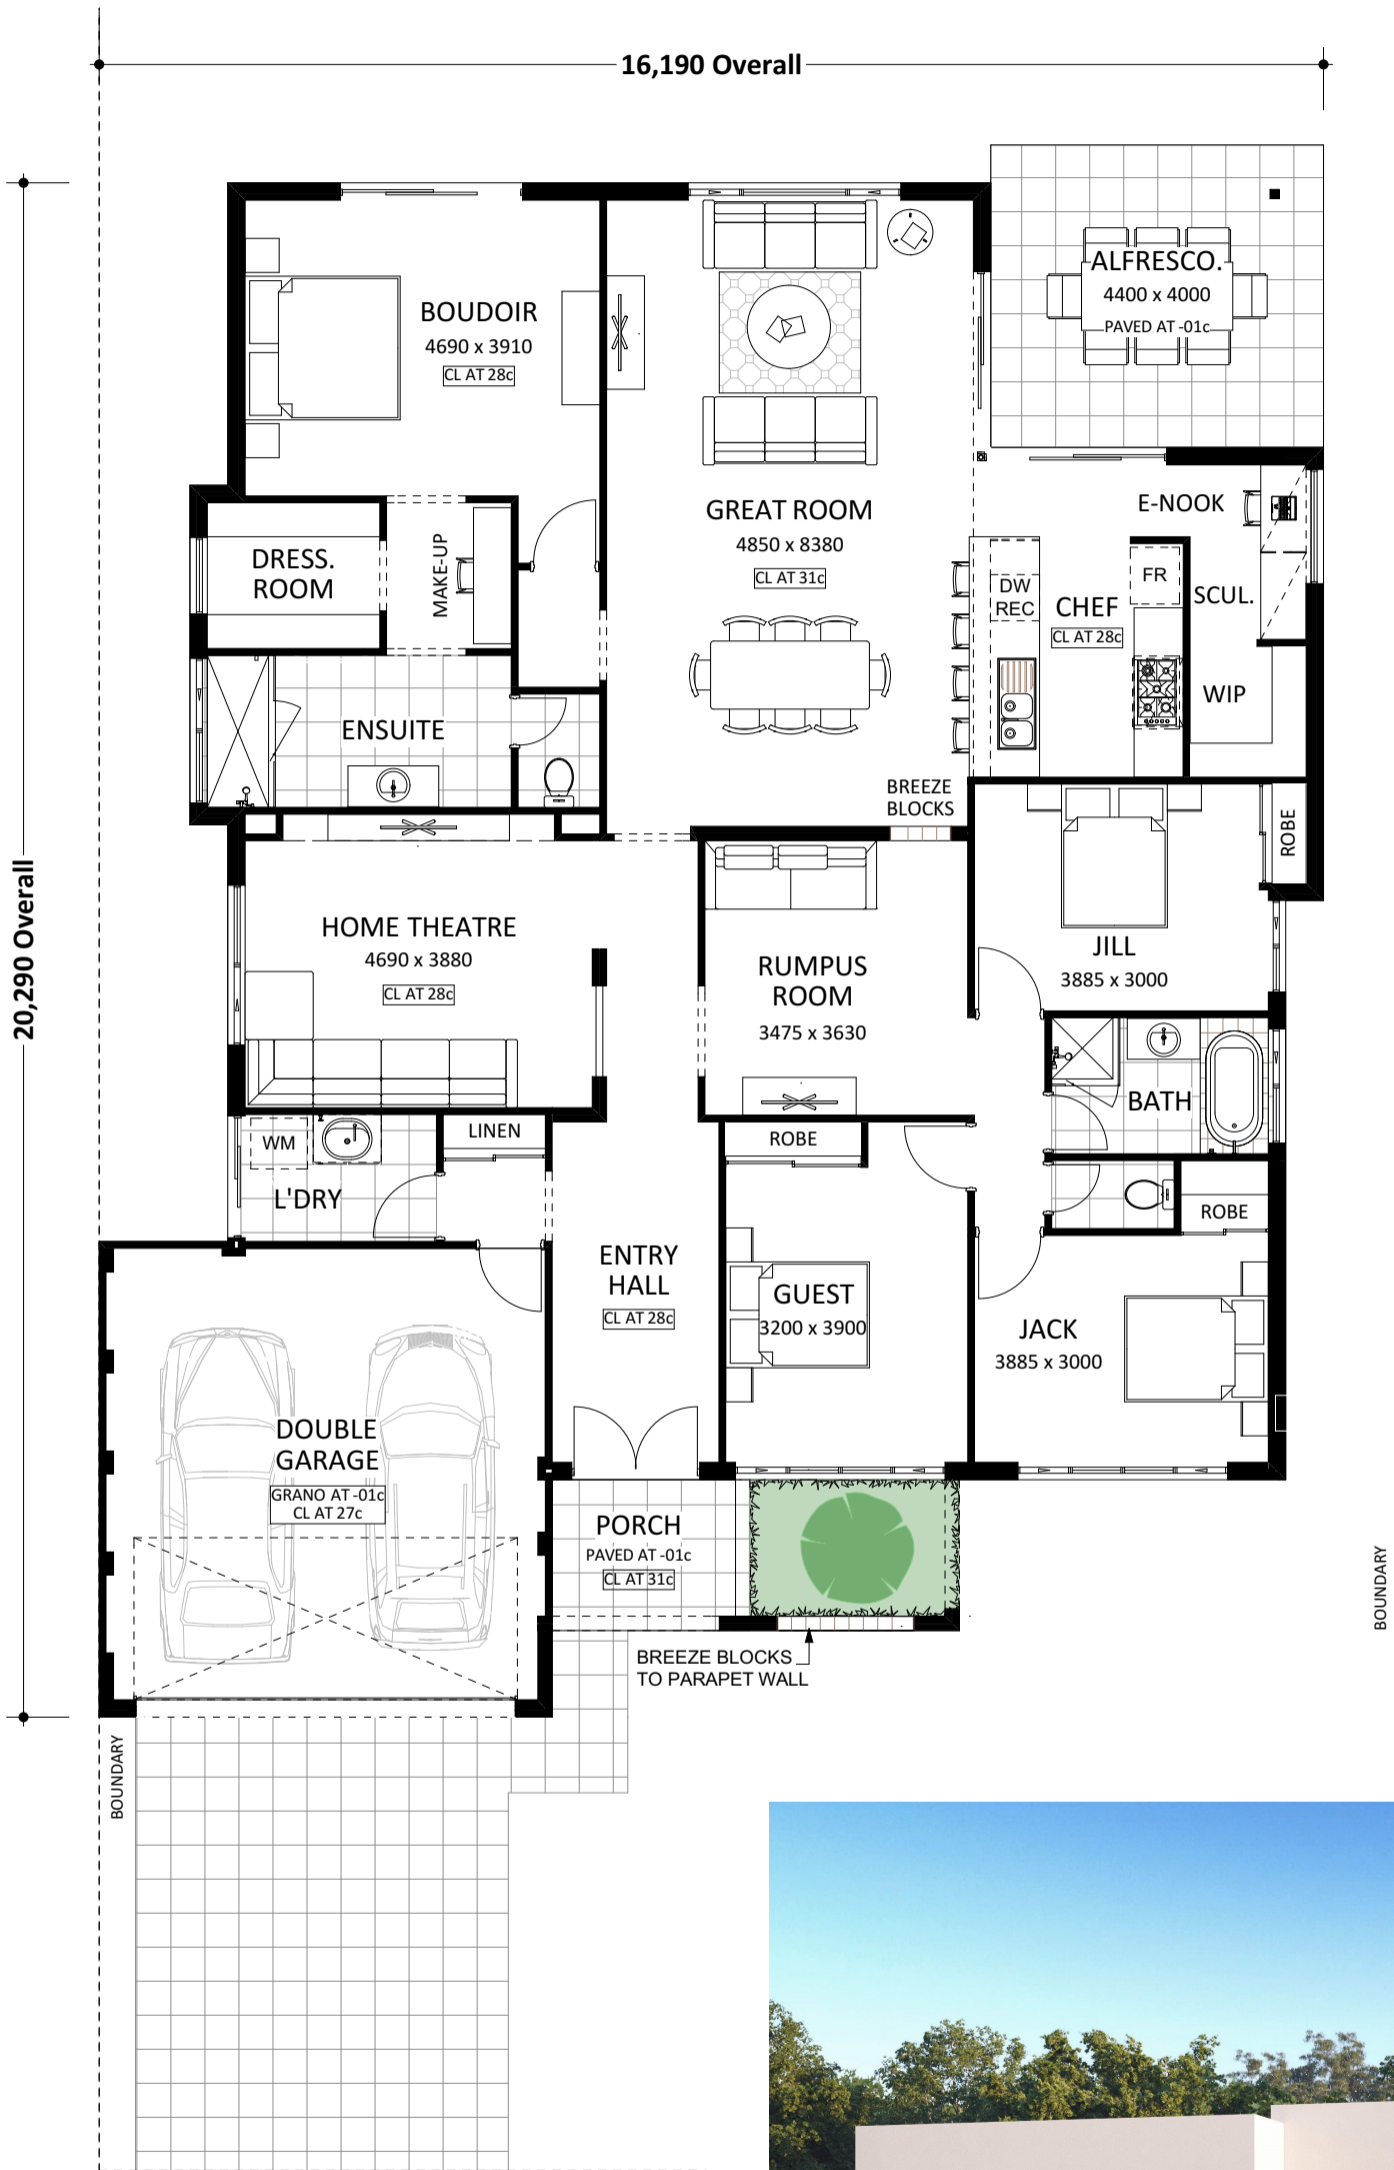 16,190 Overall
20,290 Overall
ALFRESCO.
4400 x 4000
PAVED AT -01c
BOUDOIR
4690 x 3910
CL AT 28c
GREAT ROOM
4850 x 8380
CL AT 31c
E-NOOK
DRESS.
ROOM
MAKE-UP
DW
REC
CHEF
CL AT 28c
FR
SCUL.
WIP
ENSUITE
BREEZE
BLOCKS
ROBE
HOME THEATRE
4690 x 3880
CL AT 28c
RUMPUS
ROOM
3475 x 3630
JILL
3885 x 3000
BATH
WM
LINEN
L'DRY
ROBE
ROBE
ENTRY
HALL
CL AT 28c
GUEST
3200 x 3900
JACK
3885 x 3000
DOUBLE
GARAGE
GRANO AT -01c
CL AT 27c
PORCH
PAVED AT -01c
CL AT 31c
BREEZE BLOCKS
TO PARAPET WALL
BOUNDARY
BOUNDARY